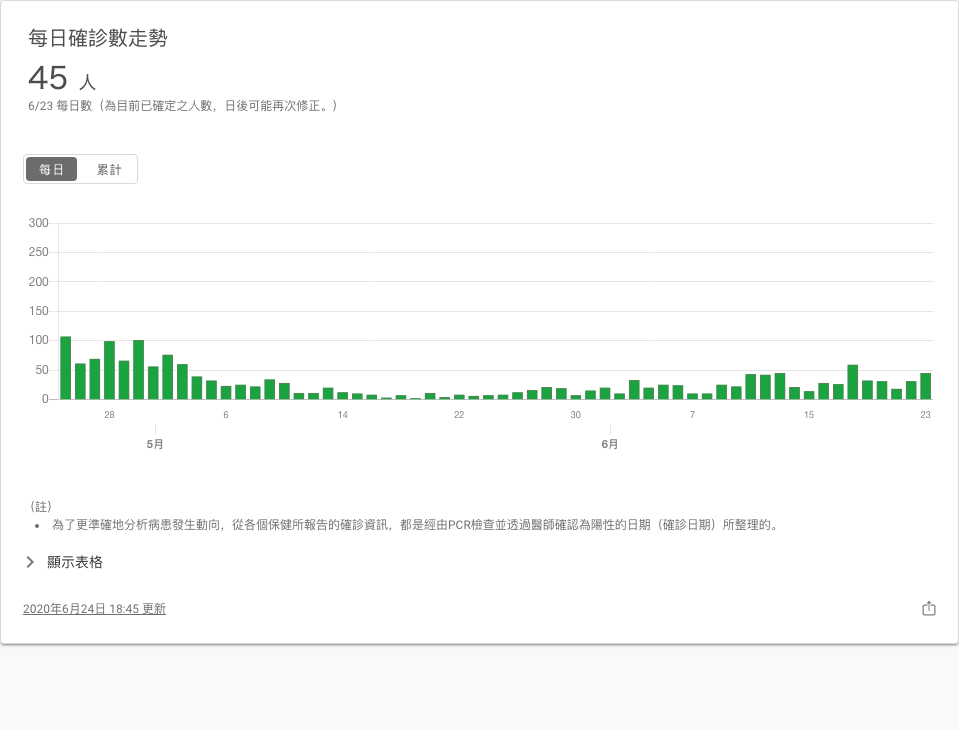 每日確診數走勢
45 人
6/23 每日數（為目前已確定之人數，日後可能再次修正。）
每日 累計
300
250
200
150
100
50
0
28 6 14 22 30 7 15 23
5月 6月
（註）
• 為了更準確地分析病患發生動向，從各個保健所報告的確診資訊，都是經由PCR檢查並透過醫師確認為陽性的日期（確診日期）所整理的。
顯示表格
2020年6月24日 18:45 更新